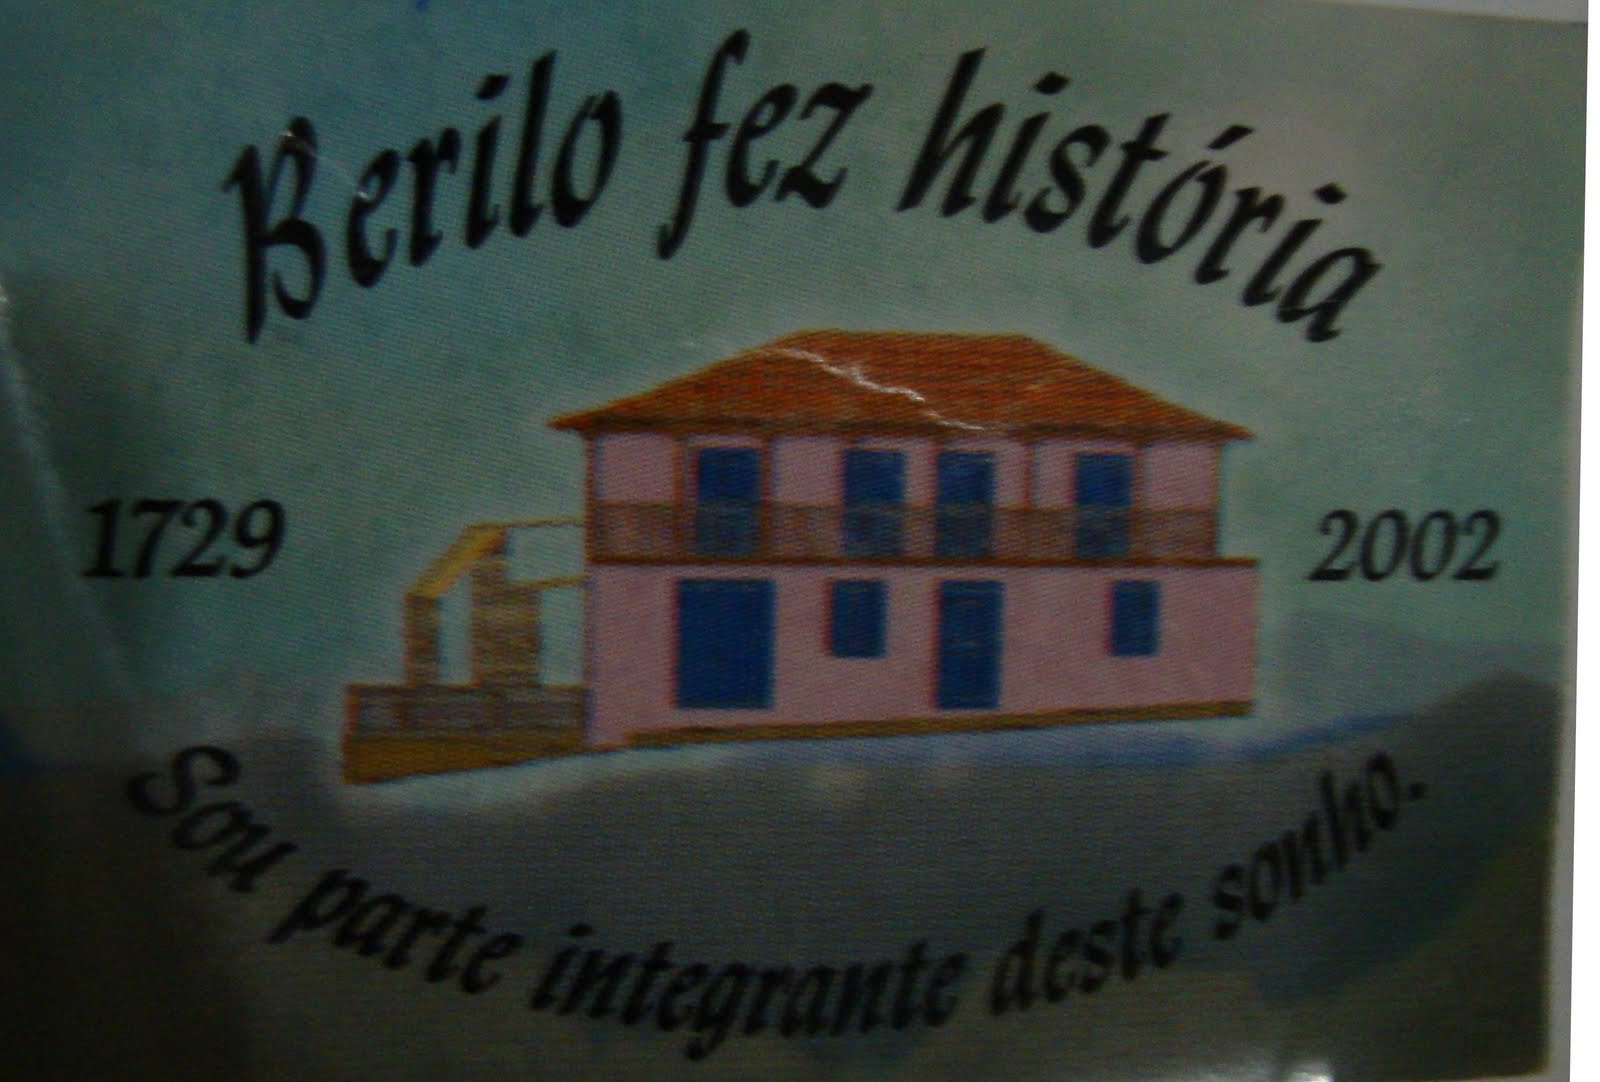 Berilo fez história
1729
2002
Sou parte integrante deste sonho.